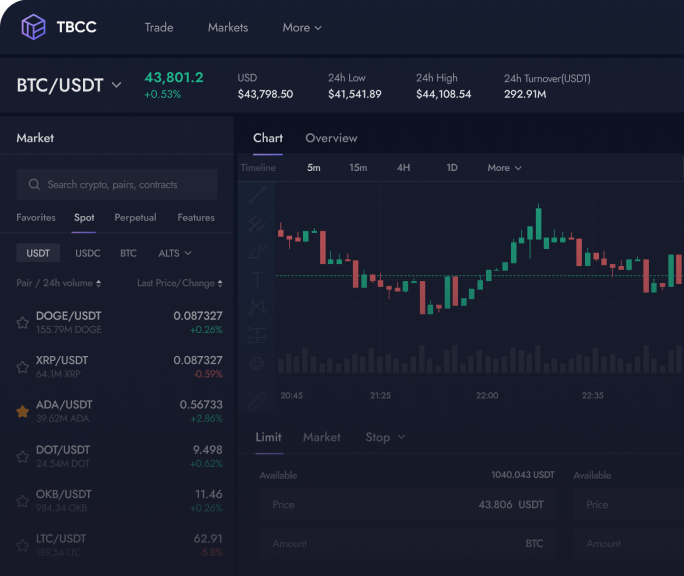 TBCC Trade Markets More
BTC/USDT 43,801.2 +0.53% USD $43,798.50 24h Low $41,541.89 24h High $44,108.54 24h Turnover(USDT) 292.91M
Market
Search crypto, pairs, contracts
Favorites Spot Perpetual Features
USDT USDC BTC ALTS
Pair / 24h volume Last Price/Change
DOGE/USDT 0.087327
155.79M DOGE +0.26%
XRP/USDT 0.087327
64.1M XRP -0.59%
ADA/USDT 0.56733
39.62M ADA +2.86%
DOT/USDT 9.498
24.54M DOT +0.62%
OKB/USDT 11.46
984.34 OKB +0.26%
LTC/USDT 62.91
189.54 LTC -5.8%
Chart Overview
Timeline 5m 15m 4H 1D More
20:45 21:25 22:00 22:35
Limit Market Stop
Available 1040.043 USDT Available
Price 43.806 USDT Price
Amount BTC Amount